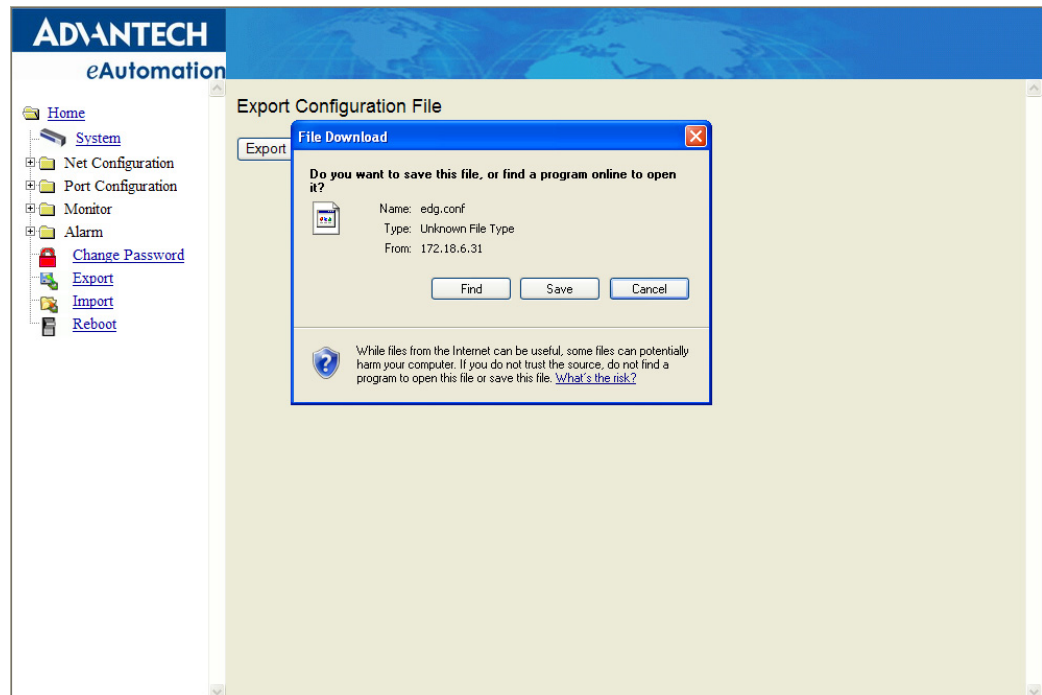 ADVANTECH
eAutomation
Home
System
Net Configuration
Port Configuration
Monitor
Alarm
Change Password
Export
Import
Reboot
Export Configuration File
Export
File Download
Do you want to save this file, or find a program online to open
it?
Name: edg.conf
Type: Unknown File Type
From: 172.18.6.31
Find Save Cancel
While files from the Internet can be useful, some files can potentially
harm your computer. If you do not trust the source, do not find a
program to open this file or save this file. What's the risk?